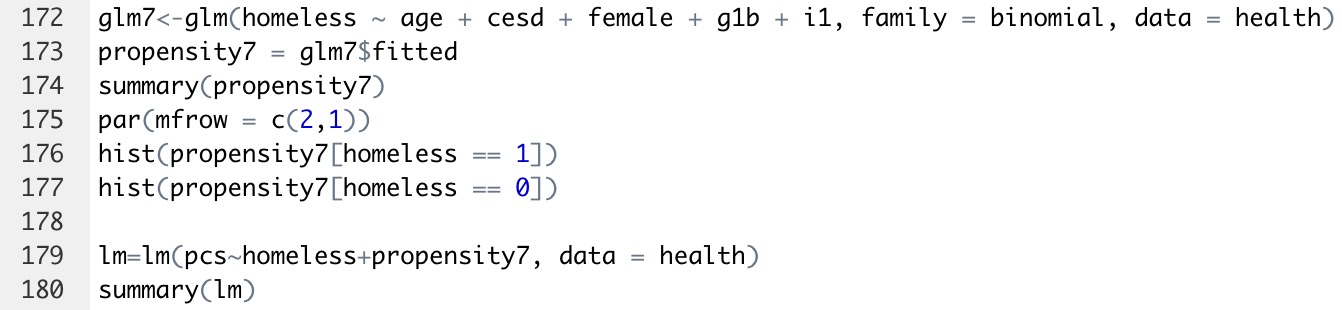 172 glm7<-glm(homeless ~ age + cesd + female + g1b + i1, family = binomial, data = health)
173 propensity7 = glm7$fitted
174 summary(propensity7)
175 par(mfrow = c(2,1))
176 hist(propensity7[homeless == 1])
177 hist(propensity7[homeless == 0])
178
179 lm=lm(pcs~homeless+propensity7, data = health)
180 summary(lm)